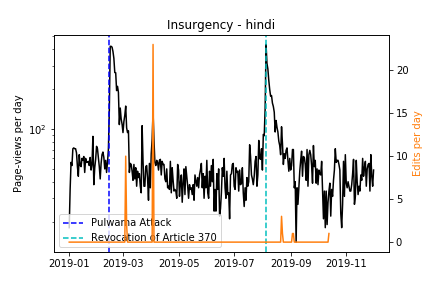 Insurgency - hindi
Page-views per day
10²
Edits per day
20
15
10
5
0
Pulwama Attack
Revocation of Article 370
2019-01 2019-03 2019-05 2019-07 2019-09 2019-11